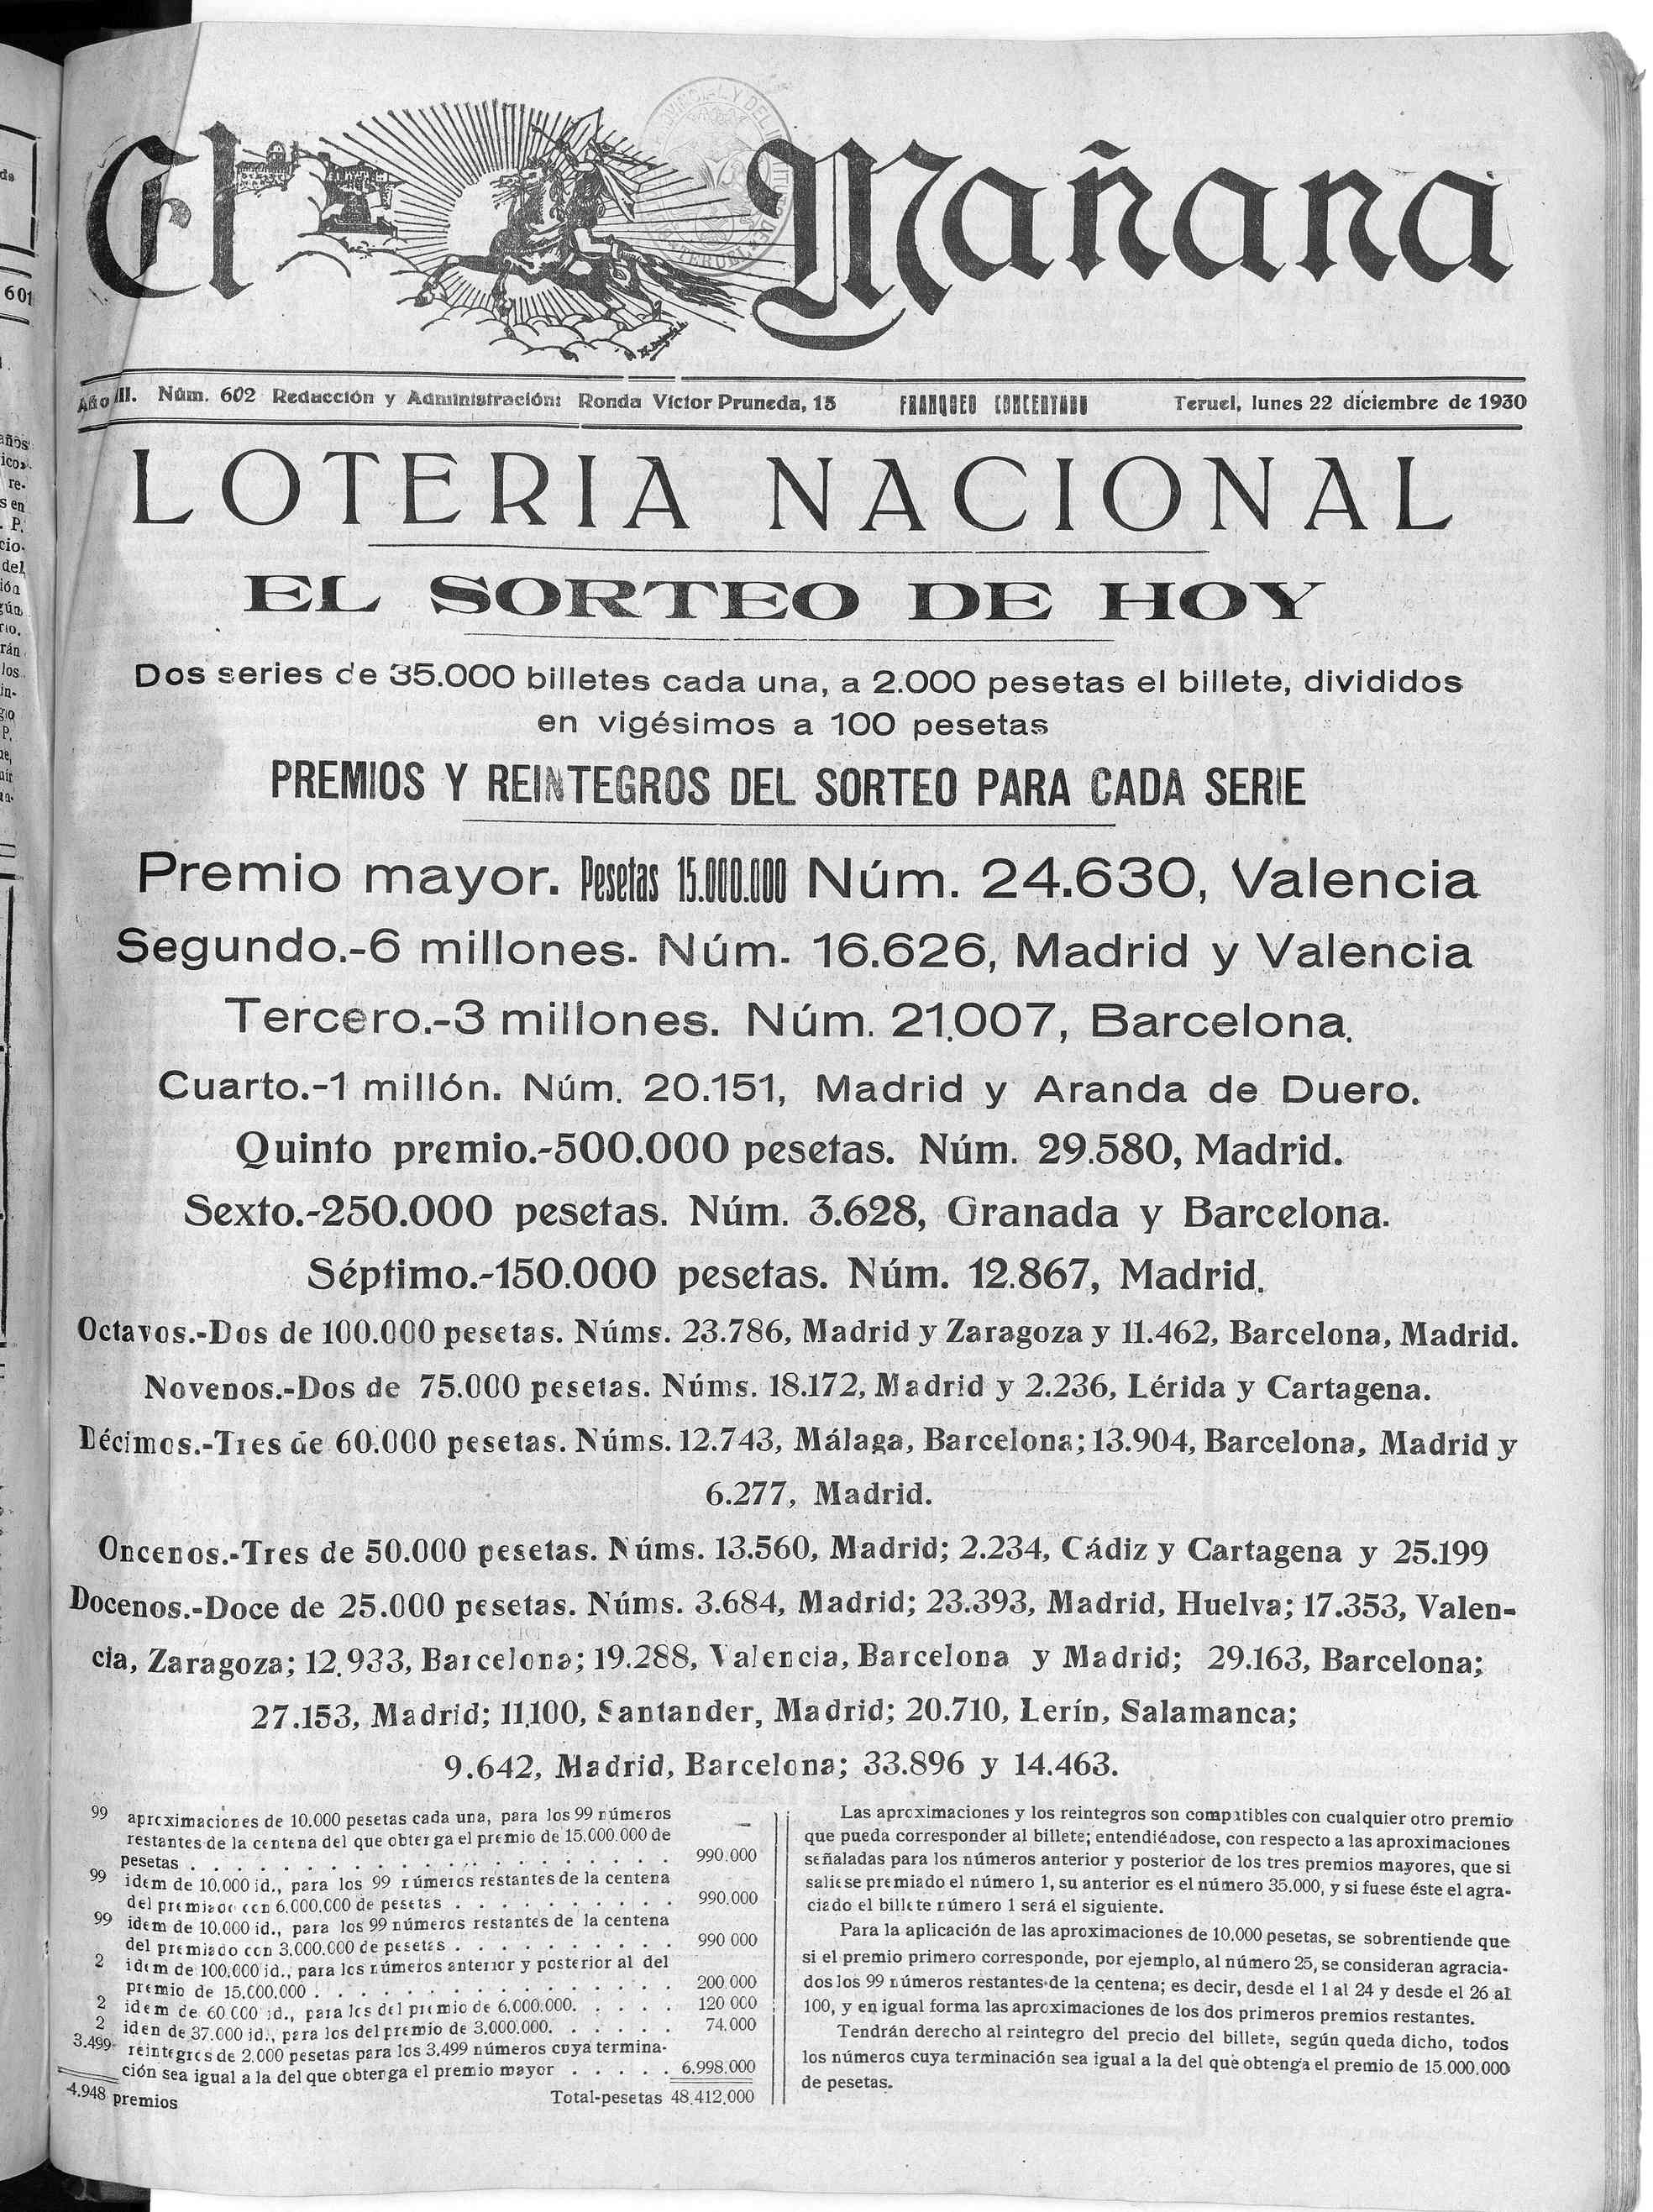 El Mañana
Año III. Núm. 602 Redacción y Administración: Ronda Víctor Pruneda, 15 FRANQUEO CONCERTADO Teruel, lunes 22 diciembre de 1930
LOTERIA NACIONAL
EL SORTEO DE HOY
Dos series de 35.000 billetes cada una, a 2.000 pesetas el billete, divididos
en vigésimos a 100 pesetas
PREMIOS Y REINTEGROS DEL SORTEO PARA CADA SERIE
Premio mayor. Pesetas 15.000.000 Núm. 24.630, Valencia
Segundo.-6 millones. Núm. 16.626, Madrid y Valencia
Tercero.-3 millones. Núm. 21.007, Barcelona.
Cuarto.-1 millón. Núm. 20.151, Madrid y Aranda de Duero.
Quinto premio.-500.000 pesetas. Núm. 29.580, Madrid.
Sexto.-250.000 pesetas. Núm. 3.628, Granada y Barcelona.
Séptimo.-150.000 pesetas. Núm. 12.867, Madrid.
Octavos.-Dos de 100.000 pesetas. Núms. 23.786, Madrid y Zaragoza y 11.462, Barcelona, Madrid.
Novenos.-Dos de 75.000 pesetas. Núms. 18.172, Madrid y 2.236, Lérida y Cartagena.
Décimos.-Tres de 60.000 pesetas. Núms. 12.743, Málaga, Barcelona; 13.904, Barcelona, Madrid y
6.277, Madrid.
Oncenos.-Tres de 50.000 pesetas. Núms. 13.560, Madrid; 2.234, Cádiz y Cartagena y 25.199
Docenos.-Doce de 25.000 pesetas. Núms. 3.684, Madrid; 23.393, Madrid, Huelva; 17.353, Valen-
cia, Zaragoza; 12.933, Barcelona; 19.288, Valencia, Barcelona y Madrid; 29.163, Barcelona;
27.153, Madrid; 11.100, Santander, Madrid; 20.710, Lerín, Salamanca;
9.642, Madrid, Barcelona; 33.896 y 14.463.
99 aproximaciones de 10.000 pesetas cada una, para los 99 números
restantes de la centena del que obterga el premio de 15.000.000 de
pesetas . . . . . . . . . . . . . . . . . . . . 990.000
99 idem de 10.000 id., para los 99 números restantes de la centena
del premiado con 6.000.000 de pesetas . . . . . . . . . . 990.000
99 idem de 10.000 id., para los 99 números restantes de la centena
del premiado con 3.000.000 de pesetas . . . . . . . . . . 990 000
2 idem de 100.000 id., para los números anterior y posterior al del
premio de 15.000.000 . . . . . . . . . . . . . . . 200.000
2 idem de 60.000 id., para los del premio de 6.000.000. . . . . 120 000
2 iden de 37.000 id., para los del premio de 3.000.000. . . . . . 74.000
3.499 reintegros de 2.000 pesetas para los 3.499 números cuya termina-
ción sea igual a la del que obterga el premio mayor . . . . . 6.998.000
4.948 premios Total-pesetas 48.412.000
Las aproximaciones y los reintegros son compatibles con cualquier otro premio
que pueda corresponder al billete; entendiéndose, con respecto a las aproximaciones
señaladas para los números anterior y posterior de los tres premios mayores, que si
saliese premiado el número 1, su anterior es el número 35.000, y si fuese éste el agra-
ciado el billete número 1 será el siguiente.
Para la aplicación de las aproximaciones de 10.000 pesetas, se sobrentiende que
si el premio primero corresponde, por ejemplo, al número 25, se consideran agracia-
dos los 99 números restantes de la centena; es decir, desde el 1 al 24 y desde el 26 al
100, y en igual forma las aproximaciones de los dos primeros premios restantes.
Tendrán derecho al reintegro del precio del billete, según queda dicho, todos
los números cuya terminación sea igual a la del que obtenga el premio de 15.000.000
de pesetas.